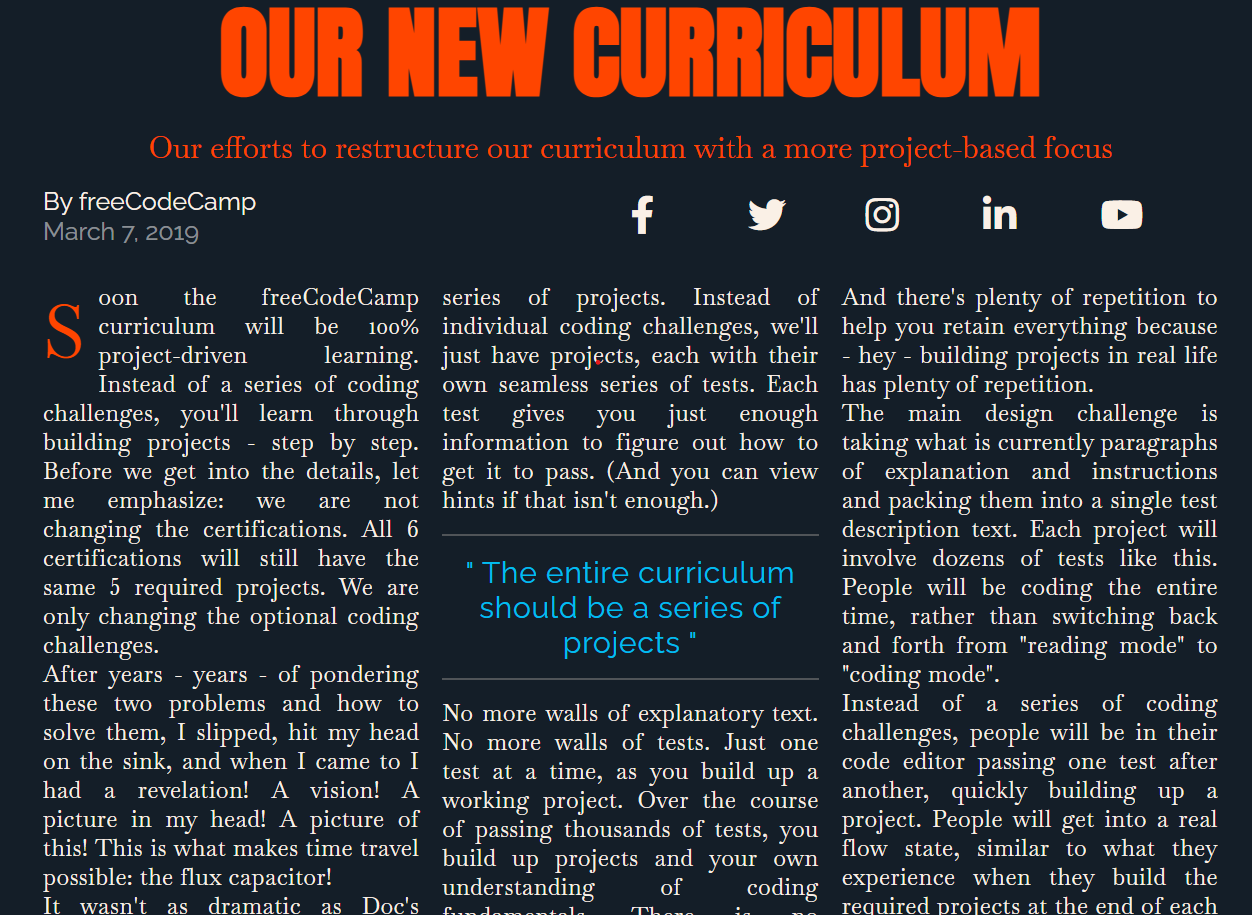 OUR NEW CURRICULUM
Our efforts to restructure our curriculum with a more project-based focus
By freeCodeCamp
March 7, 2019
Soon the freeCodeCamp
curriculum will be 100%
project-driven learning.
Instead of a series of coding
challenges, you'll learn through
building projects - step by step.
Before we get into the details, let
me emphasize: we are not
changing the certifications. All 6
certifications will still have the
same 5 required projects. We are
only changing the optional coding
challenges.
After years - years - of pondering
these two problems and how to
solve them, I slipped, hit my head
on the sink, and when I came to I
had a revelation! A vision! A
picture in my head! A picture of
this! This is what makes time travel
possible: the flux capacitor!
It wasn't as dramatic as Doc's
series of projects. Instead of
individual coding challenges, we'll
just have projects, each with their
own seamless series of tests. Each
test gives you just enough
information to figure out how to
get it to pass. (And you can view
hints if that isn't enough.)
" The entire curriculum
should be a series of
projects "
No more walls of explanatory text.
No more walls of tests. Just one
test at a time, as you build up a
working project. Over the course
of passing thousands of tests, you
build up projects and your own
understanding of coding
fundamentals. There is no
And there's plenty of repetition to
help you retain everything because
- hey - building projects in real life
has plenty of repetition.
The main design challenge is
taking what is currently paragraphs
of explanation and instructions
and packing them into a single test
description text. Each project will
involve dozens of tests like this.
People will be coding the entire
time, rather than switching back
and forth from "reading mode" to
"coding mode".
Instead of a series of coding
challenges, people will be in their
code editor passing one test after
another, quickly building up a
project. People will get into a real
flow state, similar to what they
experience when they build the
required projects at the end of each